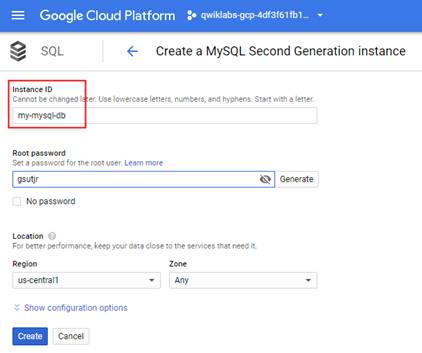 Google Cloud Platform
qwiklabs-gcp-4df3f61fb1...
SQL
Create a MySQL Second Generation instance
Instance ID
Cannot be changed later. Use lowercase letters, numbers, and hyphens. Start with a letter.
my-mysql-db
Root password
Set a password for the root user. Learn more
gsutjr
Generate
No password
Location
For better performance, keep your data close to the services that need it.
Region
Zone
us-central1
Any
Show configuration options
Create
Cancel